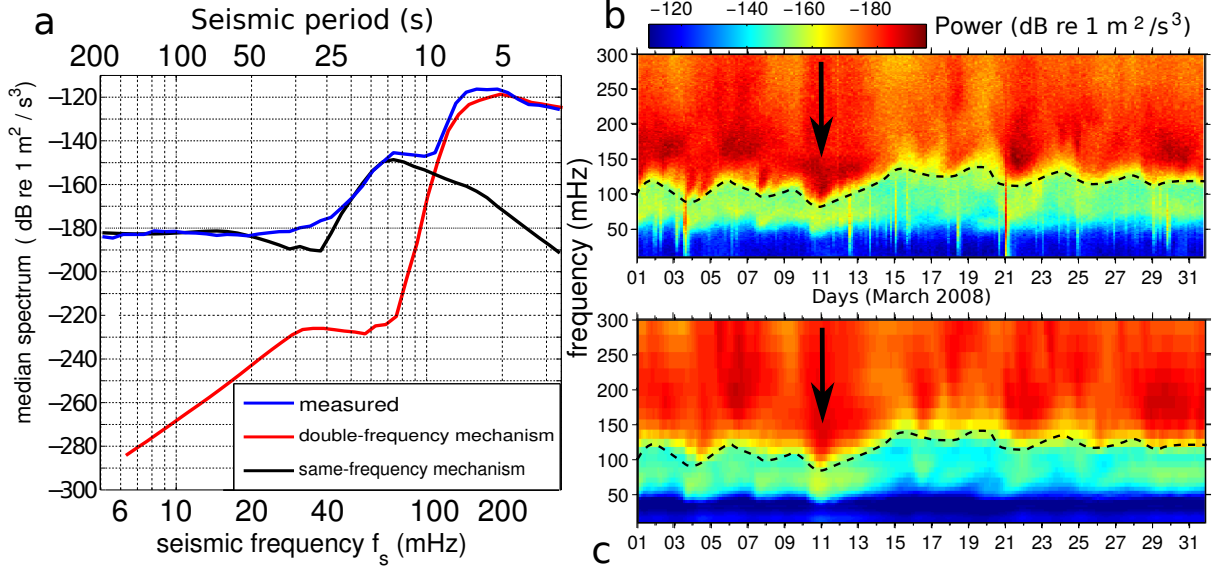 a
Seismic period (s)
200 100 50 25 10 5
median spectrum ( dB re 1 m² / s³ )
−120
−140
−160
−180
−190
−220
−240
−260
−280
−300
measured
double-frequency mechanism
same-frequency mechanism
6 10 20 40 100 200
seismic frequency fs (mHz)
b
−120 −140 −160 −180
Power (dB re 1 m²/s³)
300
250
200
150
100
50
01 03 05 07 09 11 13 15 17 19 21 23 25 27 29 31
Days (March 2008)
frequency (mHz)
c
300
250
200
150
100
50
01 03 05 07 09 11 13 15 17 19 21 23 25 27 29 31